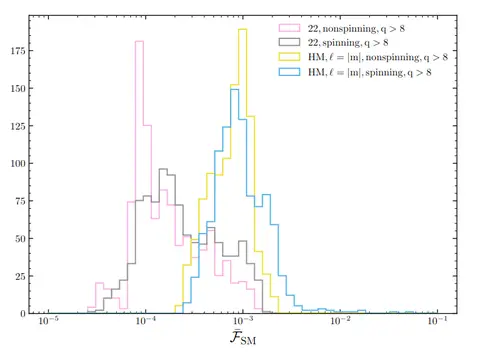 22, nonspinning, q > 8
22, spinning, q > 8
HM, ℓ = |m|, nonspinning, q > 8
HM, ℓ = |m|, spinning, q > 8
175
150
125
100
75
50
25
0
10⁻⁵ 10⁻⁴ 10⁻³ 10⁻² 10⁻¹
ℱ̄_SM